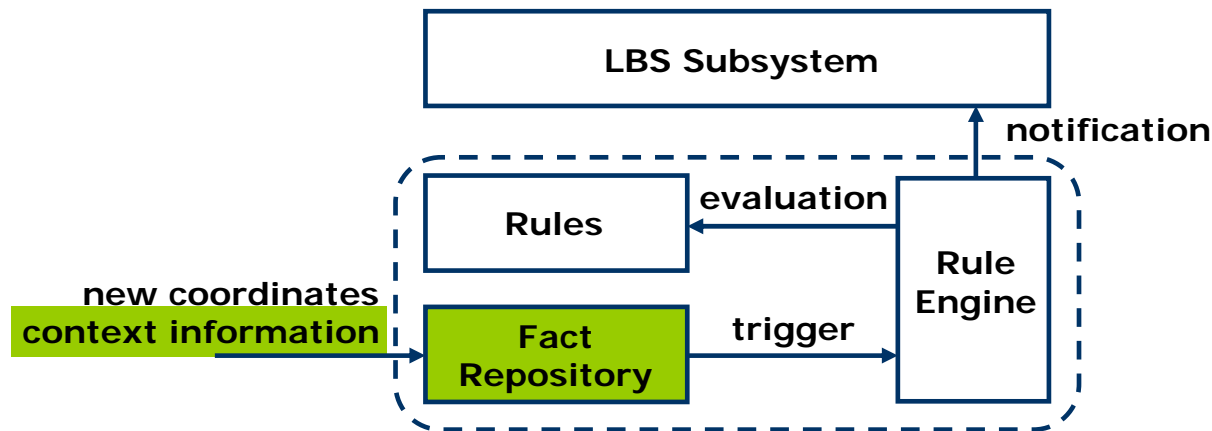 LBS Subsystem
notification
evaluation
Rules
Rule
Engine
new coordinates
context information
Fact
Repository
trigger